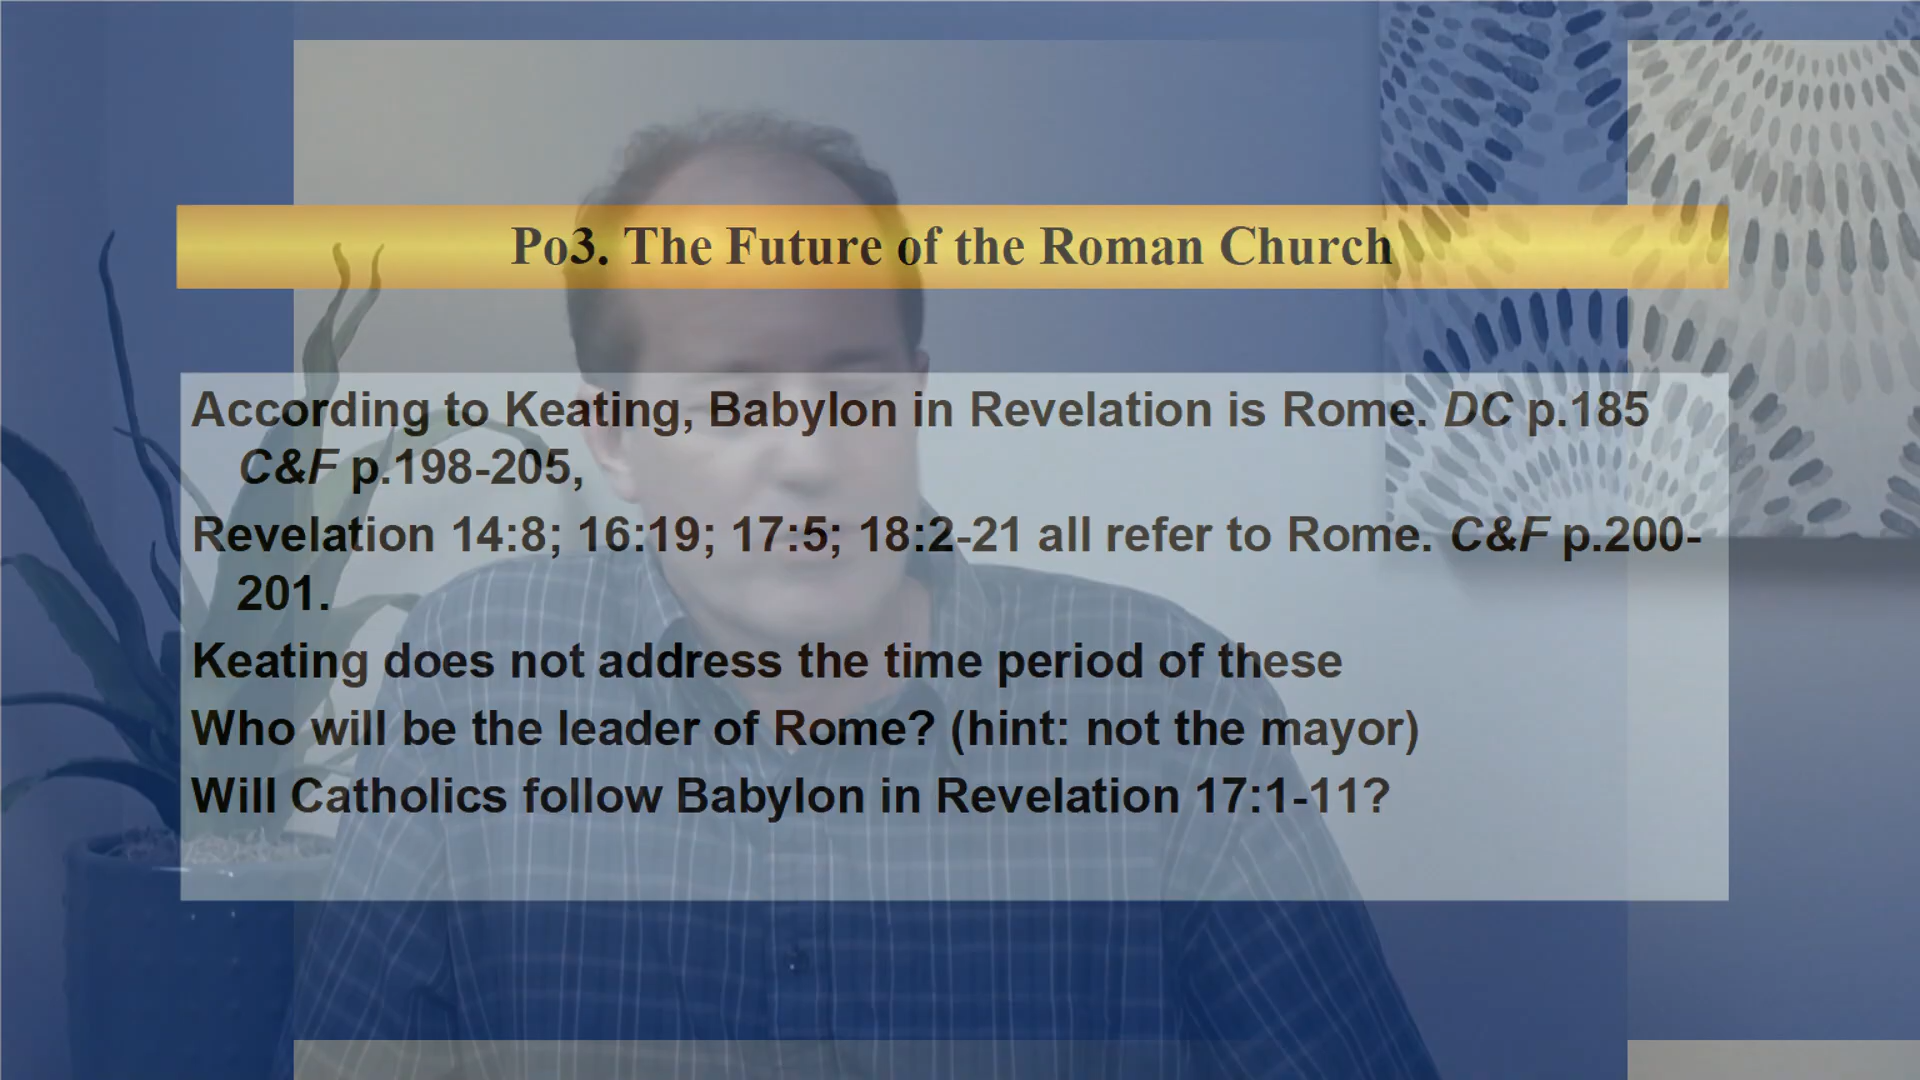 Po3. The Future of the Roman Church
According to Keating, Babylon in Revelation is Rome. DC p.185
C&F p.198-205,
Revelation 14:8; 16:19; 17:5; 18:2-21 all refer to Rome. C&F p.200-
201.
Keating does not address the time period of these
Who will be the leader of Rome? (hint: not the mayor)
Will Catholics follow Babylon in Revelation 17:1-11?